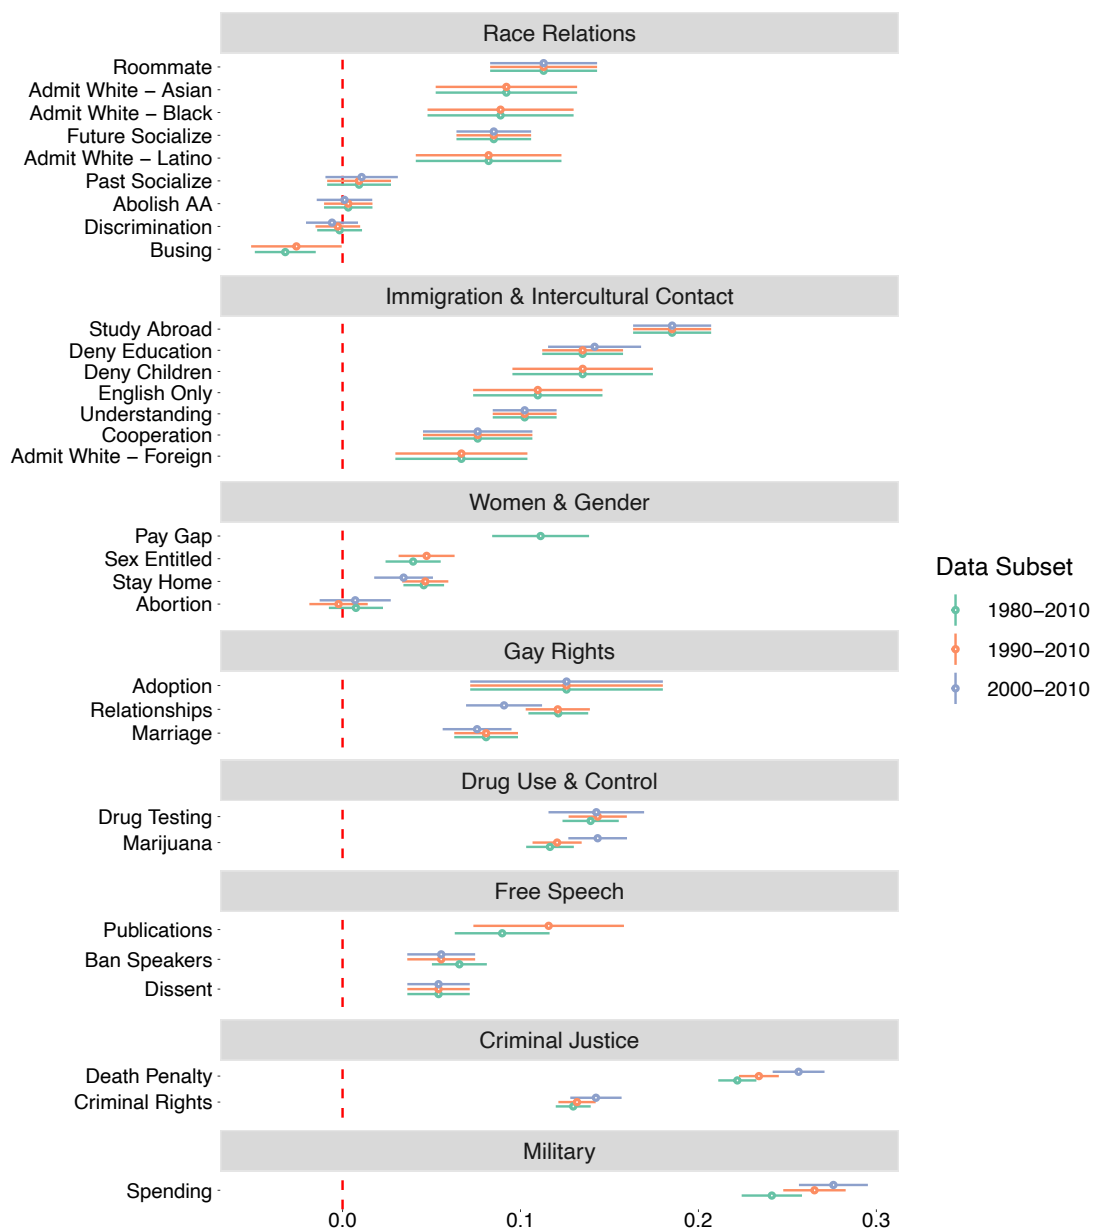 Race Relations
Roommate
Admit White − Asian
Admit White − Black
Future Socialize
Admit White − Latino
Past Socialize
Abolish AA
Discrimination
Busing
Immigration & Intercultural Contact
Study Abroad
Deny Education
Deny Children
English Only
Understanding
Cooperation
Admit White − Foreign
Women & Gender
Pay Gap
Sex Entitled
Stay Home
Abortion
Gay Rights
Adoption
Relationships
Marriage
Drug Use & Control
Drug Testing
Marijuana
Free Speech
Publications
Ban Speakers
Dissent
Criminal Justice
Death Penalty
Criminal Rights
Military
Spending
0.0 0.1 0.2 0.3
Data Subset
1980−2010
1990−2010
2000−2010